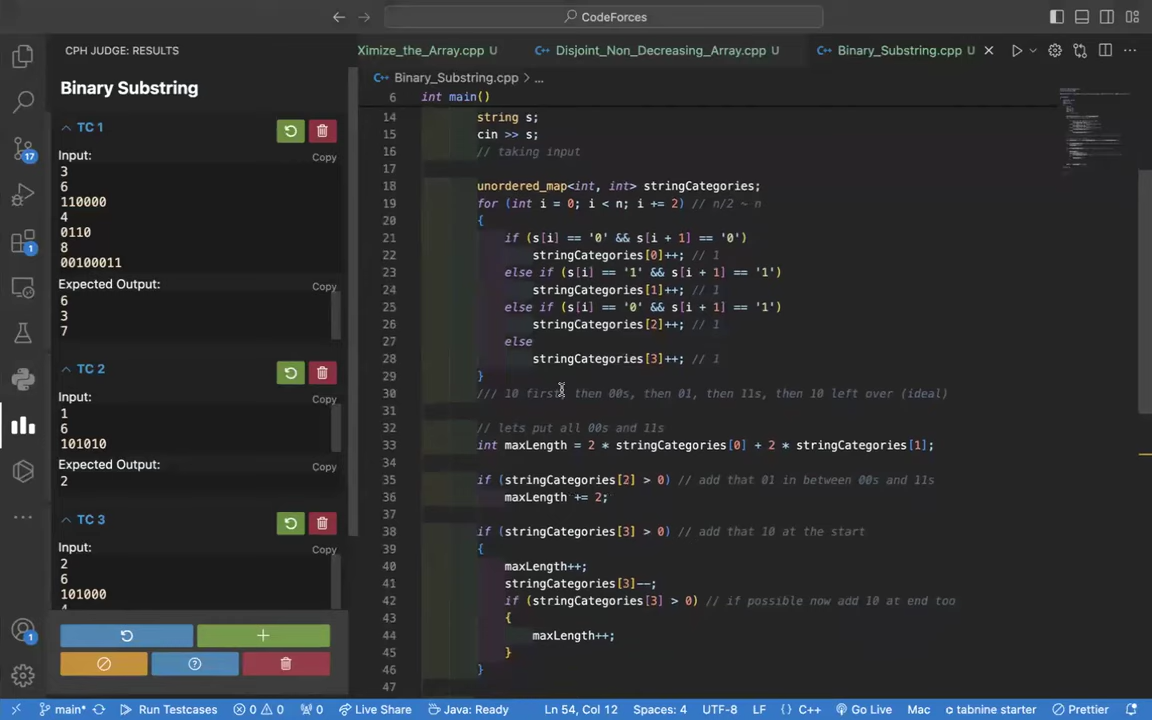 CodeForces
CPH JUDGE: RESULTS
Ximize_the_Array.cpp U
Disjoint_Non_Decreasing_Array.cpp U
Binary_Substring.cpp U
Binary_Substring.cpp > ...
Binary Substring
TC 1
Input:
Copy
3
6
110000
4
0110
8
00100011
Expected Output:
Copy
6
3
7
TC 2
Input:
Copy
1
6
101010
Expected Output:
Copy
2
TC 3
Input:
Copy
2
6
101000
17
1
1
6 int main()
14 string s;
15 cin >> s;
16 // taking input
17
18 unordered_map<int, int> stringCategories;
19 for (int i = 0; i < n; i += 2) // n/2 ~ n
20 {
21 if (s[i] == '0' && s[i + 1] == '0')
22 stringCategories[0]++; // 1
23 else if (s[i] == '1' && s[i + 1] == '1')
24 stringCategories[1]++; // 1
25 else if (s[i] == '0' && s[i + 1] == '1')
26 stringCategories[2]++; // 1
27 else
28 stringCategories[3]++; // 1
29 }
30 /// 10 first, then 00s, then 01, then 11s, then 10 left over (ideal)
31
32 // lets put all 00s and 11s
33 int maxLength = 2 * stringCategories[0] + 2 * stringCategories[1];
34
35 if (stringCategories[2] > 0) // add that 01 in between 00s and 11s
36 maxLength += 2;
37
38 if (stringCategories[3] > 0) // add that 10 at the start
39 {
40 maxLength++;
41 stringCategories[3]--;
42 if (stringCategories[3] > 0) // if possible now add 10 at end too
43 {
44 maxLength++;
45 }
46 }
47
main* 0 0 0 Run Testcases Live Share Java: Ready Ln 54, Col 12 Spaces: 4 UTF-8 LF {} C++ Go Live Mac tabnine starter Prettier